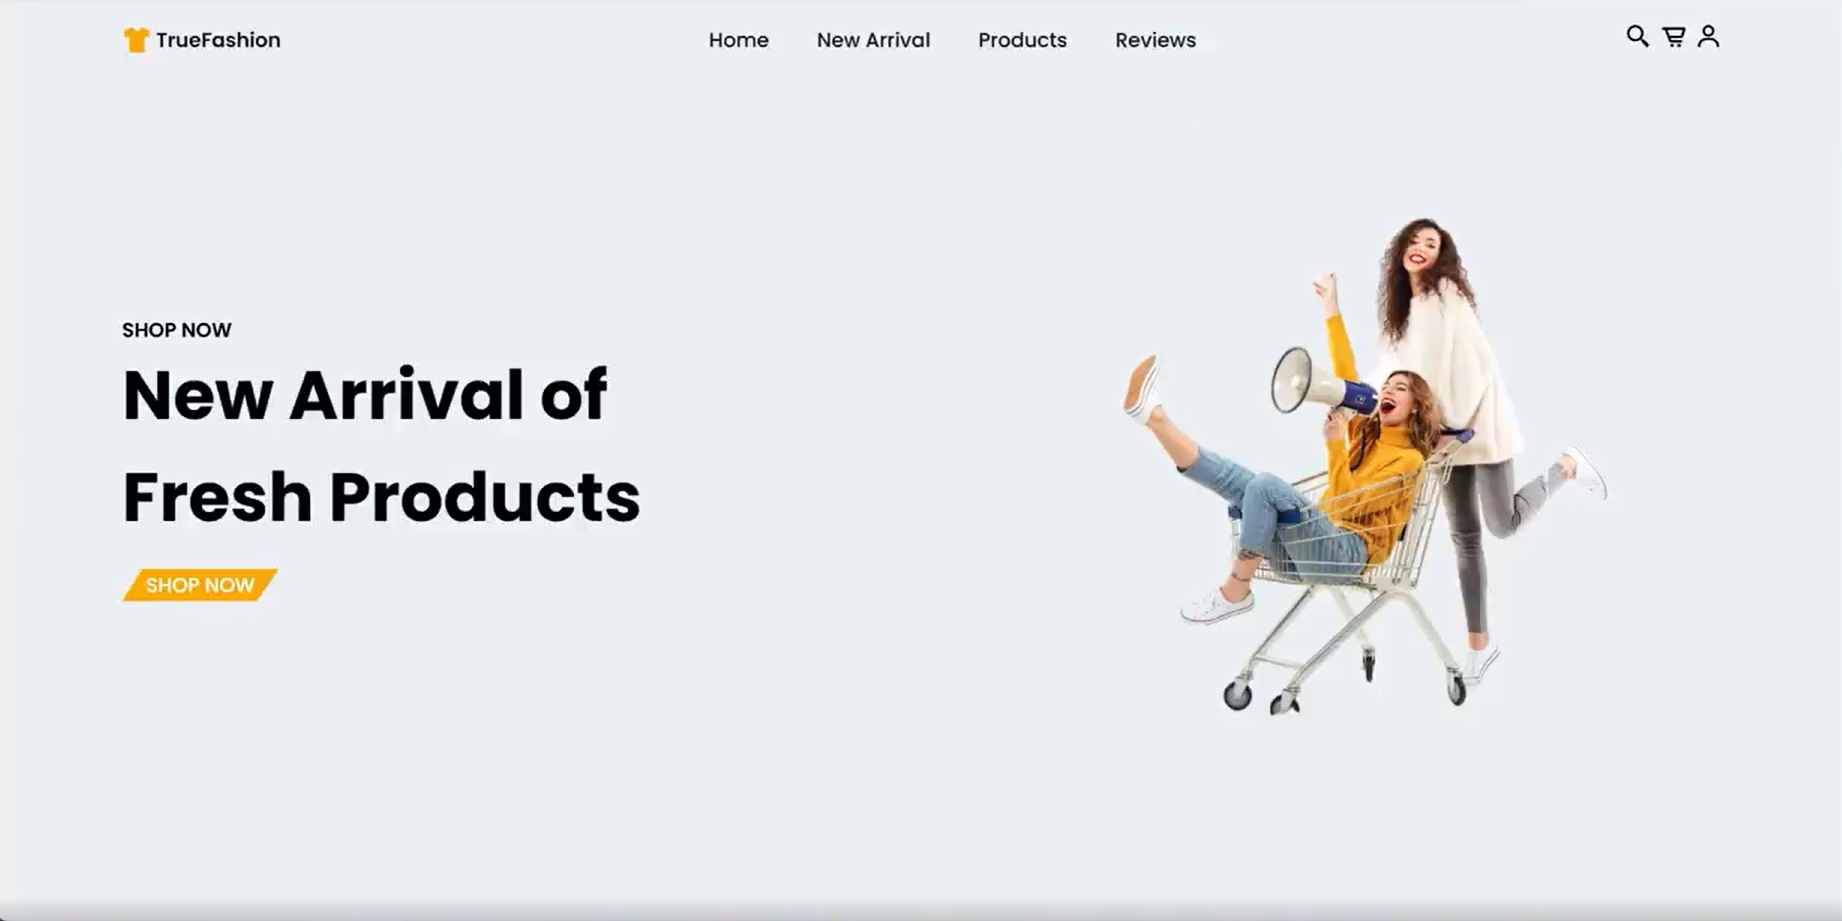 TrueFashion
Home
New Arrival
Products
Reviews
SHOP NOW
New Arrival of
Fresh Products
SHOP NOW